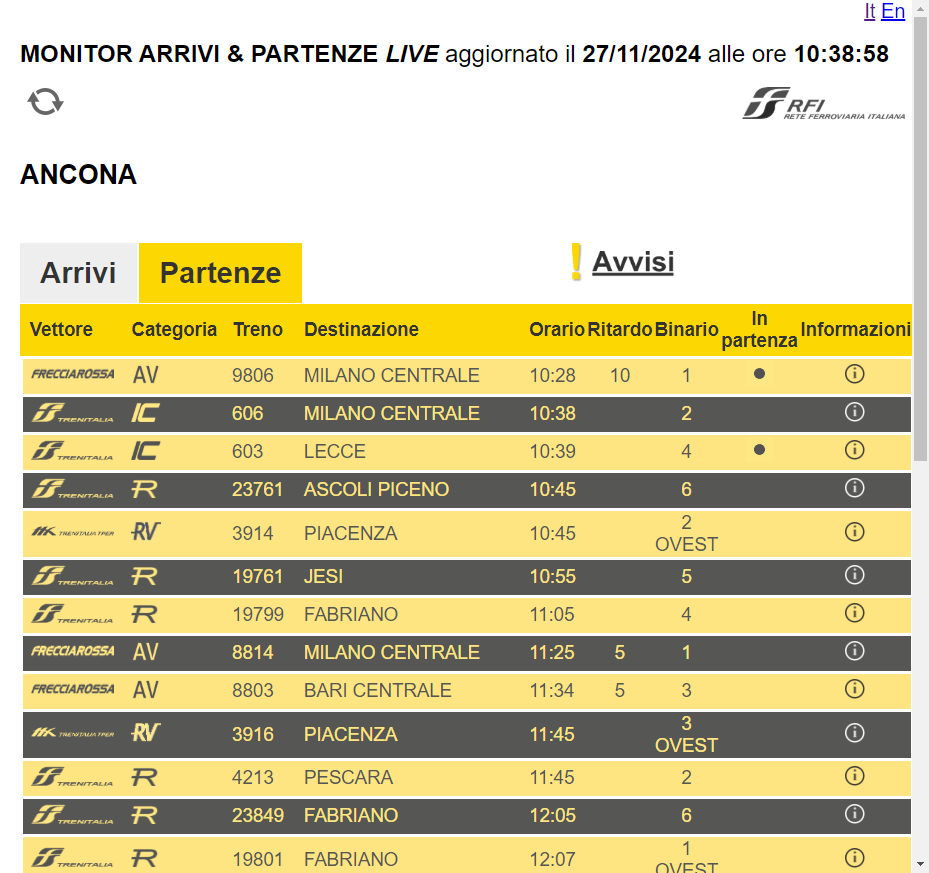 It En
MONITOR ARRIVI & PARTENZE LIVE aggiornato il 27/11/2024 alle ore 10:38:58
RFI
RETE FERROVIARIA ITALIANA
ANCONA
Arrivi Partenze ! Avvisi
Vettore Categoria Treno Destinazione Orario Ritardo Binario In partenza Informazioni
FRECCIAROSSA AV 9806 MILANO CENTRALE 10:28 10 1
TRENITALIA IC 606 MILANO CENTRALE 10:38 2
TRENITALIA IC 603 LECCE 10:39 4
TRENITALIA R 23761 ASCOLI PICENO 10:45 6
TRENITALIA TPER RV 3914 PIACENZA 10:45 2 OVEST
TRENITALIA R 19761 JESI 10:55 5
TRENITALIA R 19799 FABRIANO 11:05 4
FRECCIAROSSA AV 8814 MILANO CENTRALE 11:25 5 1
FRECCIAROSSA AV 8803 BARI CENTRALE 11:34 5 3
TRENITALIA TPER RV 3916 PIACENZA 11:45 3 OVEST
TRENITALIA R 4213 PESCARA 11:45 2
TRENITALIA R 23849 FABRIANO 12:05 6
TRENITALIA R 19801 FABRIANO 12:07 1 OVEST